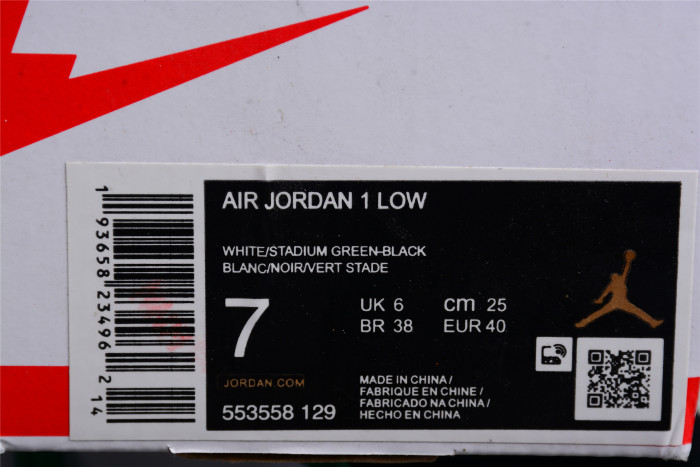 AIR JORDAN 1 LOW
WHITE/STADIUM GREEN-BLACK
BLANC/NOIR/VERT STADE
7
UK 6 cm 25
BR 38 EUR 40
JORDAN.COM
553558 129
MADE IN CHINA/
FABRIQUE EN CHINE/
FABRICADO NA CHINA/
HECHO EN CHINA
1 93658 23496 2 14